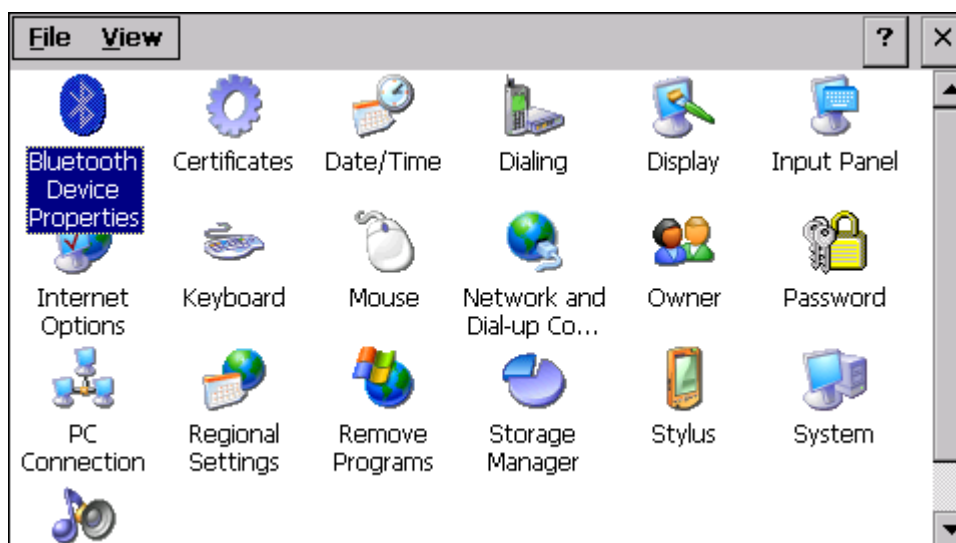 File View ?
Bluetooth
Device
Properties
Certificates
Date/Time
Dialing
Display
Input Panel
Internet
Options
Keyboard
Mouse
Network and
Dial-up Co...
Owner
Password
PC
Connection
Regional
Settings
Remove
Programs
Storage
Manager
Stylus
System